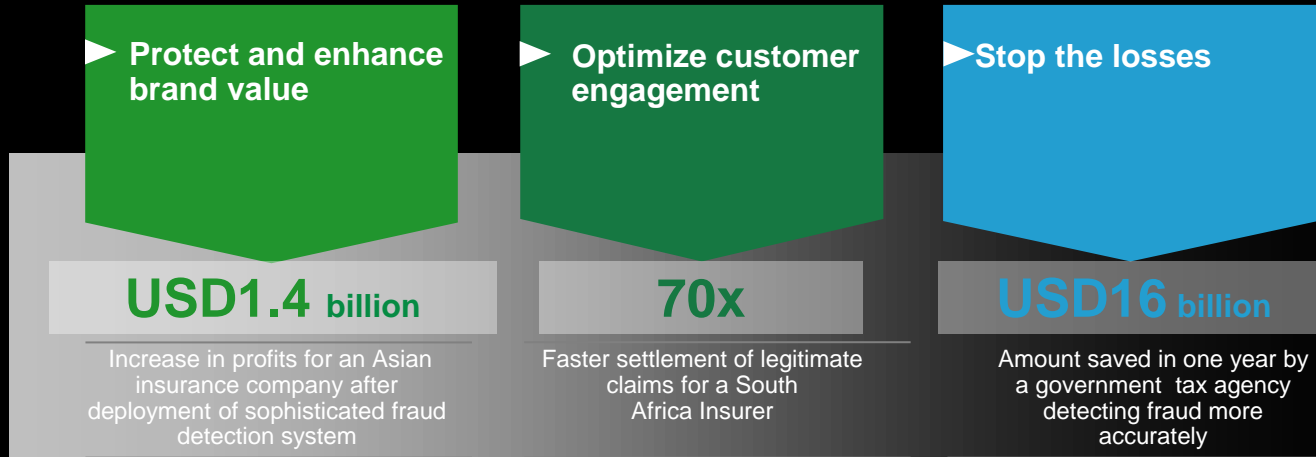 Protect and enhance
brand value
Optimize customer
engagement
Stop the losses
USD1.4 billion
70x
USD16 billion
Increase in profits for an Asian
insurance company after
deployment of sophisticated fraud
detection system
Faster settlement of legitimate
claims for a South
Africa Insurer
Amount saved in one year by
a government tax agency
detecting fraud more
accurately